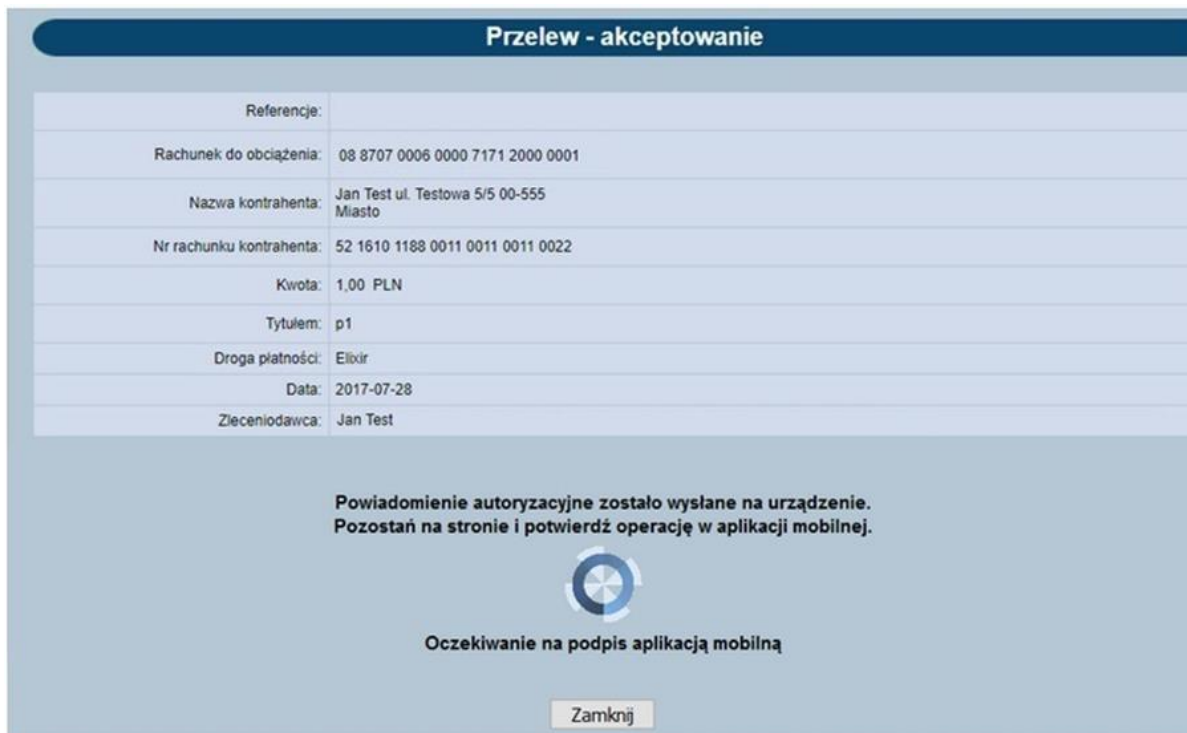 Przelew - akceptowanie
Referencje:
Rachunek do obciążenia: 08 8707 0006 0000 7171 2000 0001
Nazwa kontrahenta: Jan Test ul. Testowa 5/5 00-555
Miasto
Nr rachunku kontrahenta: 52 1610 1188 0011 0011 0011 0022
Kwota: 1,00 PLN
Tytułem: p1
Droga płatności: Elixir
Data: 2017-07-28
Zleceniodawca: Jan Test
Powiadomienie autoryzacyjne zostało wysłane na urządzenie.
Pozostań na stronie i potwierdź operację w aplikacji mobilnej.
Oczekiwanie na podpis aplikacją mobilną
Zamknij